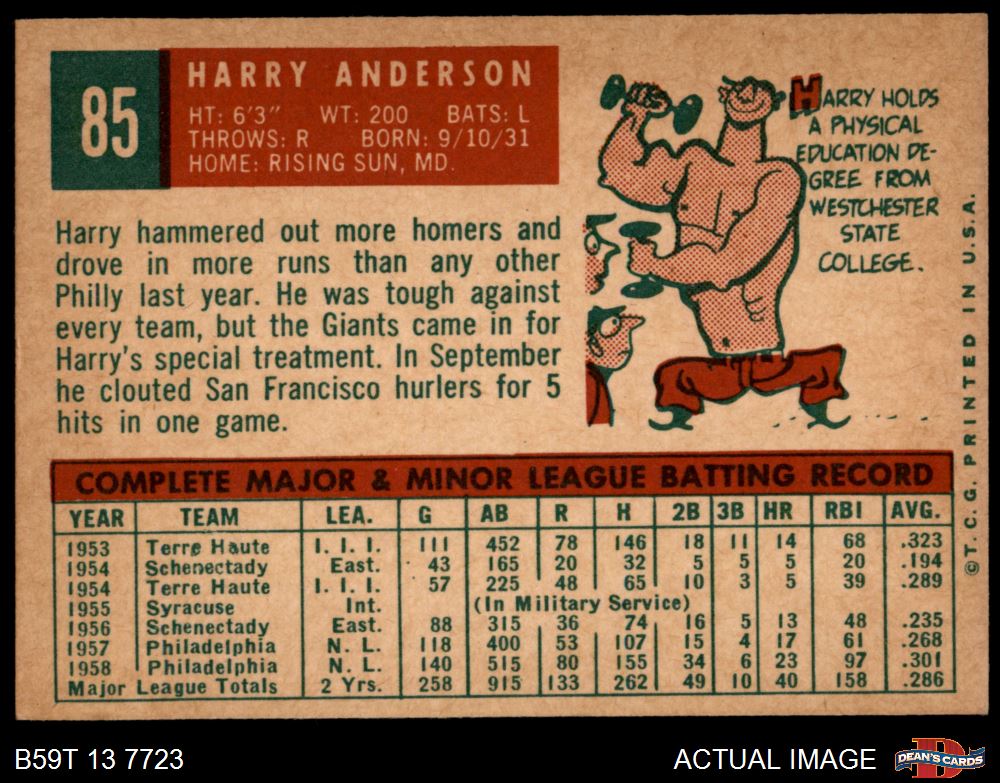 85
HARRY ANDERSON
HT: 6'3" WT: 200 BATS: L
THROWS: R BORN: 9/10/31
HOME: RISING SUN, MD.
Harry hammered out more homers and
drove in more runs than any other
Philly last year. He was tough against
every team, but the Giants came in for
Harry's special treatment. In September
he clouted San Francisco hurlers for 5
hits in one game.
HARRY HOLDS
A PHYSICAL
EDUCATION DE-
GREE FROM
WESTCHESTER
STATE
COLLEGE.
©T. C. G. PRINTED IN U.S.A.
COMPLETE MAJOR & MINOR LEAGUE BATTING RECORD
YEAR TEAM LEA. G AB R H 2B 3B HR RBI AVG.
1953 Terre Haute I. I. I. 111 452 78 146 18 11 14 68 .323
1954 Schenectady East. 43 165 20 32 5 5 5 20 .194
1954 Terre Haute I. I. I. 57 225 48 65 10 3 5 39 .289
1955 Syracuse Int. (In Military Service)
1956 Schenectady East. 88 315 36 74 16 5 13 48 .235
1957 Philadelphia N. L. 118 400 53 107 15 4 17 61 .268
1958 Philadelphia N. L. 140 515 80 155 34 6 23 97 .301
Major League Totals 2 Yrs. 258 915 133 262 49 10 40 158 .286
B59T 13 7723
ACTUAL IMAGE
D
DEAN'S CARDS